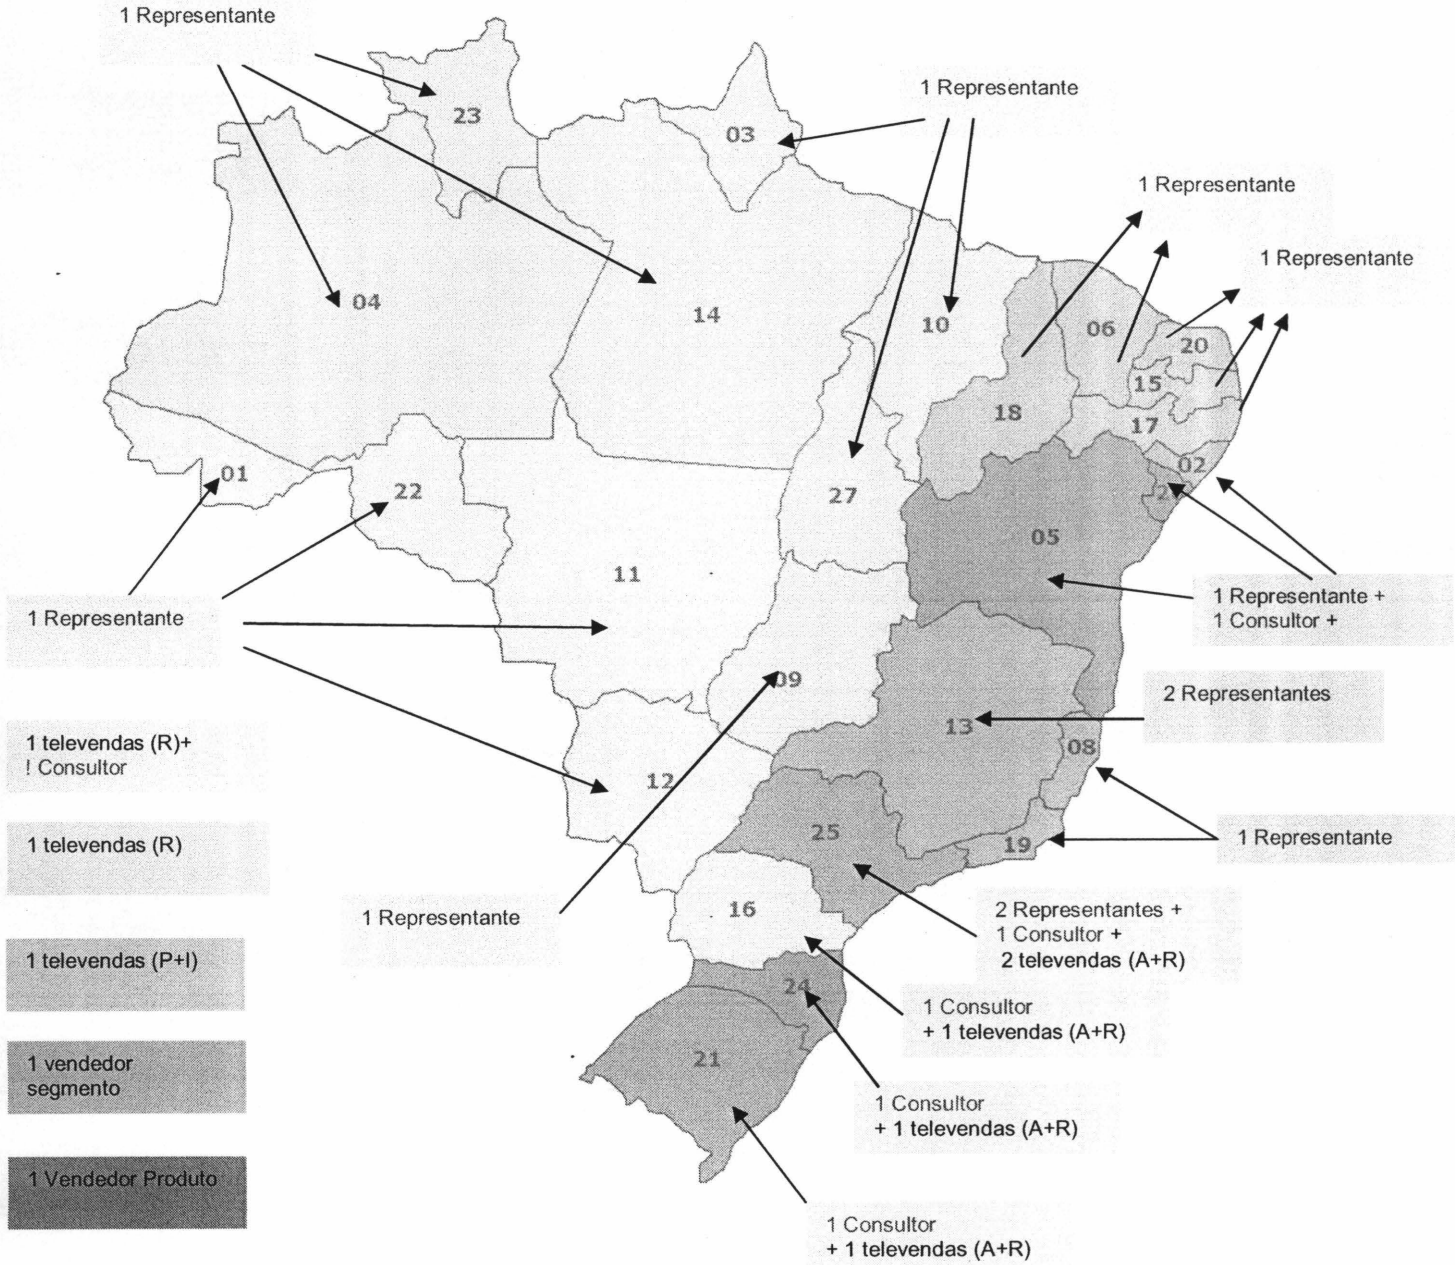 1 Representante
23
03
1 Representante
1 Representante
1 Representante
04
14
10
06
20
15
18
17
02
01
22
27
05
11
1 Representante
1 Representante +
1 Consultor +
09
2 Representantes
13
08
1 televendas (R)+
! Consultor
12
25
19
1 Representante
1 televendas (R)
1 Representante
16
2 Representantes +
1 Consultor +
2 televendas (A+R)
1 televendas (P+I)
24
1 Consultor
+ 1 televendas (A+R)
21
1 vendedor
segmento
1 Consultor
+ 1 televendas (A+R)
1 Vendedor Produto
1 Consultor
+ 1 televendas (A+R)